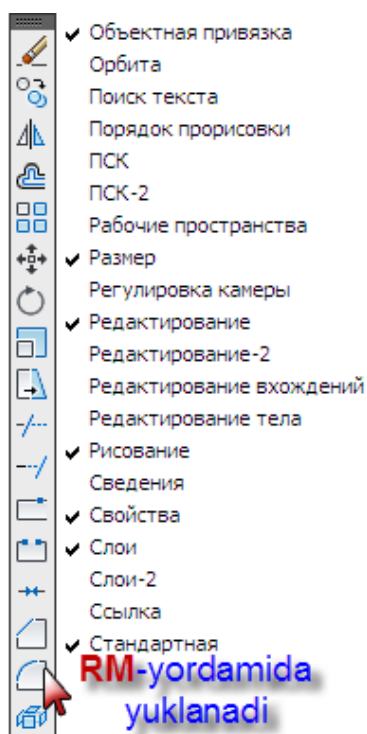 Объектная привязка
Орбита
Поиск текста
Порядок прорисовки
ПСК
ПСК-2
Рабочие пространства
Размер
Регулировка камеры
Редактирование
Редактирование-2
Редактирование вхождений
Редактирование тела
Рисование
Сведения
Свойства
Слои
Слои-2
Ссылка
Стандартная
RM-yordamida
yuklanadi